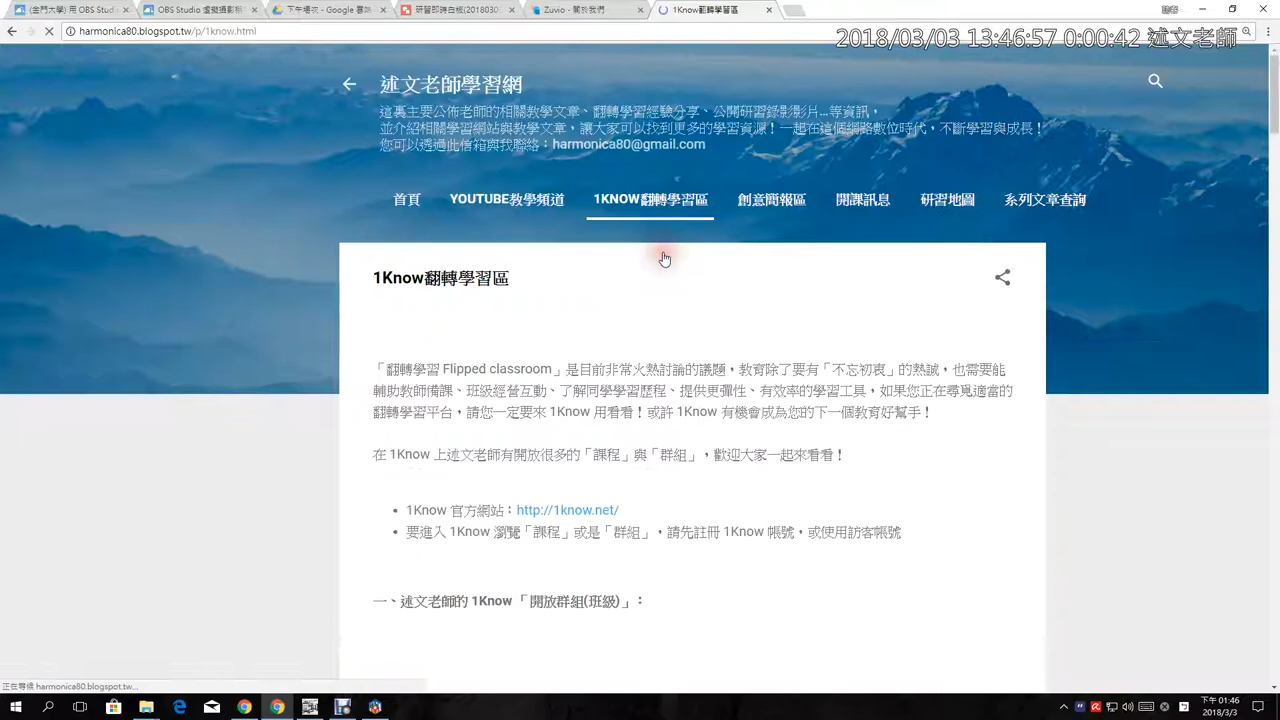 (金門大學) 用 OBS Studi
OBS Studio 虛擬攝影棚
下午場次 - Google 雲端
研習即時白板(2018030
Zuvio - 關於我們
1Know翻轉學習區
harmonica80.blogspot.tw/p/1know.html
2018/03/03 13:46:57 0:00:42 述文老師
述文老師學習網
這裏主要公佈老師的相關教學文章、翻轉學習經驗分享、公開研習錄影影片...等資訊，
並介紹相關學習網站與教學文章，讓大家可以找到更多的學習資源！一起在這個網路數位時代，不斷學習與成長！
您可以透過此信箱與我聯絡：harmonica80@gmail.com
首頁 YOUTUBE教學頻道 1KNOW翻轉學習區 創意簡報區 開課訊息 研習地圖 系列文章查詢
1Know翻轉學習區
「翻轉學習 Flipped classroom」是目前非常火熱討論的議題，教育除了要有「不忘初衷」的熱誠，也需要能
輔助教師備課、班級經營互動、了解同學學習歷程、提供更彈性、有效率的學習工具，如果您正在尋覓適當的
翻轉學習平台，請您一定要來 1Know 用看看！或許 1Know 有機會成為您的下一個教育好幫手！
在 1Know 上述文老師有開放很多的「課程」與「群組」，歡迎大家一起來看看！
• 1Know 官方網站：http://1know.net/
• 要進入 1Know 瀏覽「課程」或是「群組」，請先註冊 1Know 帳號，或使用訪客帳號
一、述文老師的 1Know 「開放群組(班級)」：
正在等候 harmonica80.blogspot.tw...
下午 01:46
2018/3/3